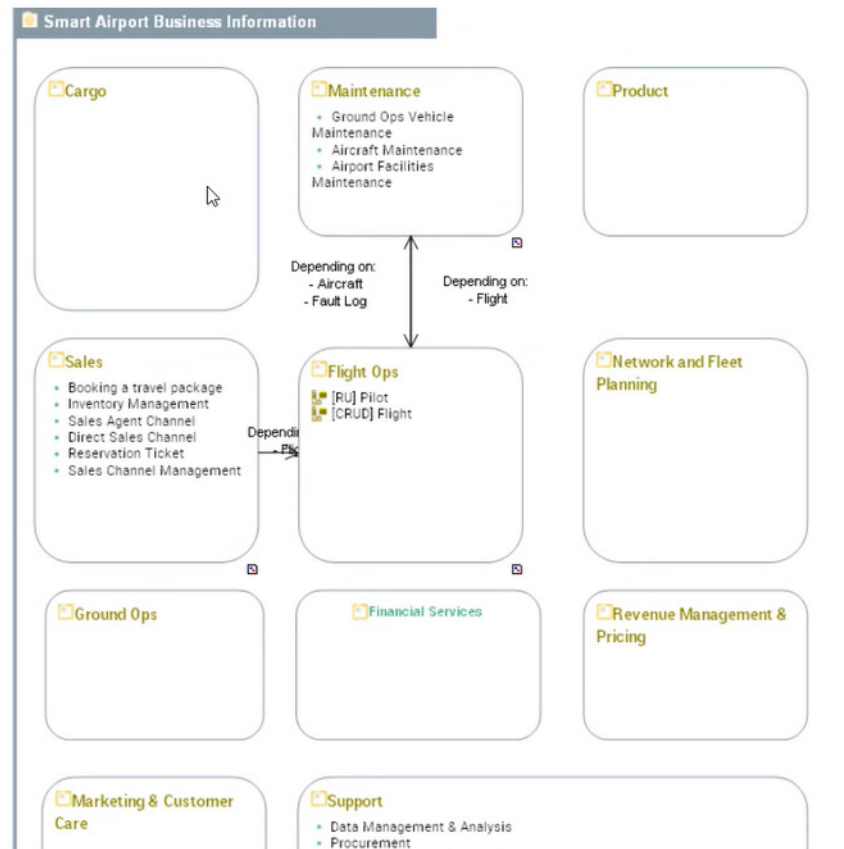 Smart Airport Business Information
Cargo
Maintenance
• Ground Ops Vehicle
Maintenance
• Aircraft Maintenance
• Airport Facilities
Maintenance
Product
Depending on:
- Aircraft
- Fault Log
Depending on:
- Flight
Sales
• Booking a travel package
• Inventory Management
• Sales Agent Channel
• Direct Sales Channel
• Reservation Ticket
• Sales Channel Management
Flight Ops
[RU] Pilot
[CRUD] Flight
Network and Fleet
Planning
Ground Ops
Financial Services
Revenue Management &
Pricing
Marketing & Customer
Care
Support
• Data Management & Analysis
• Procurement